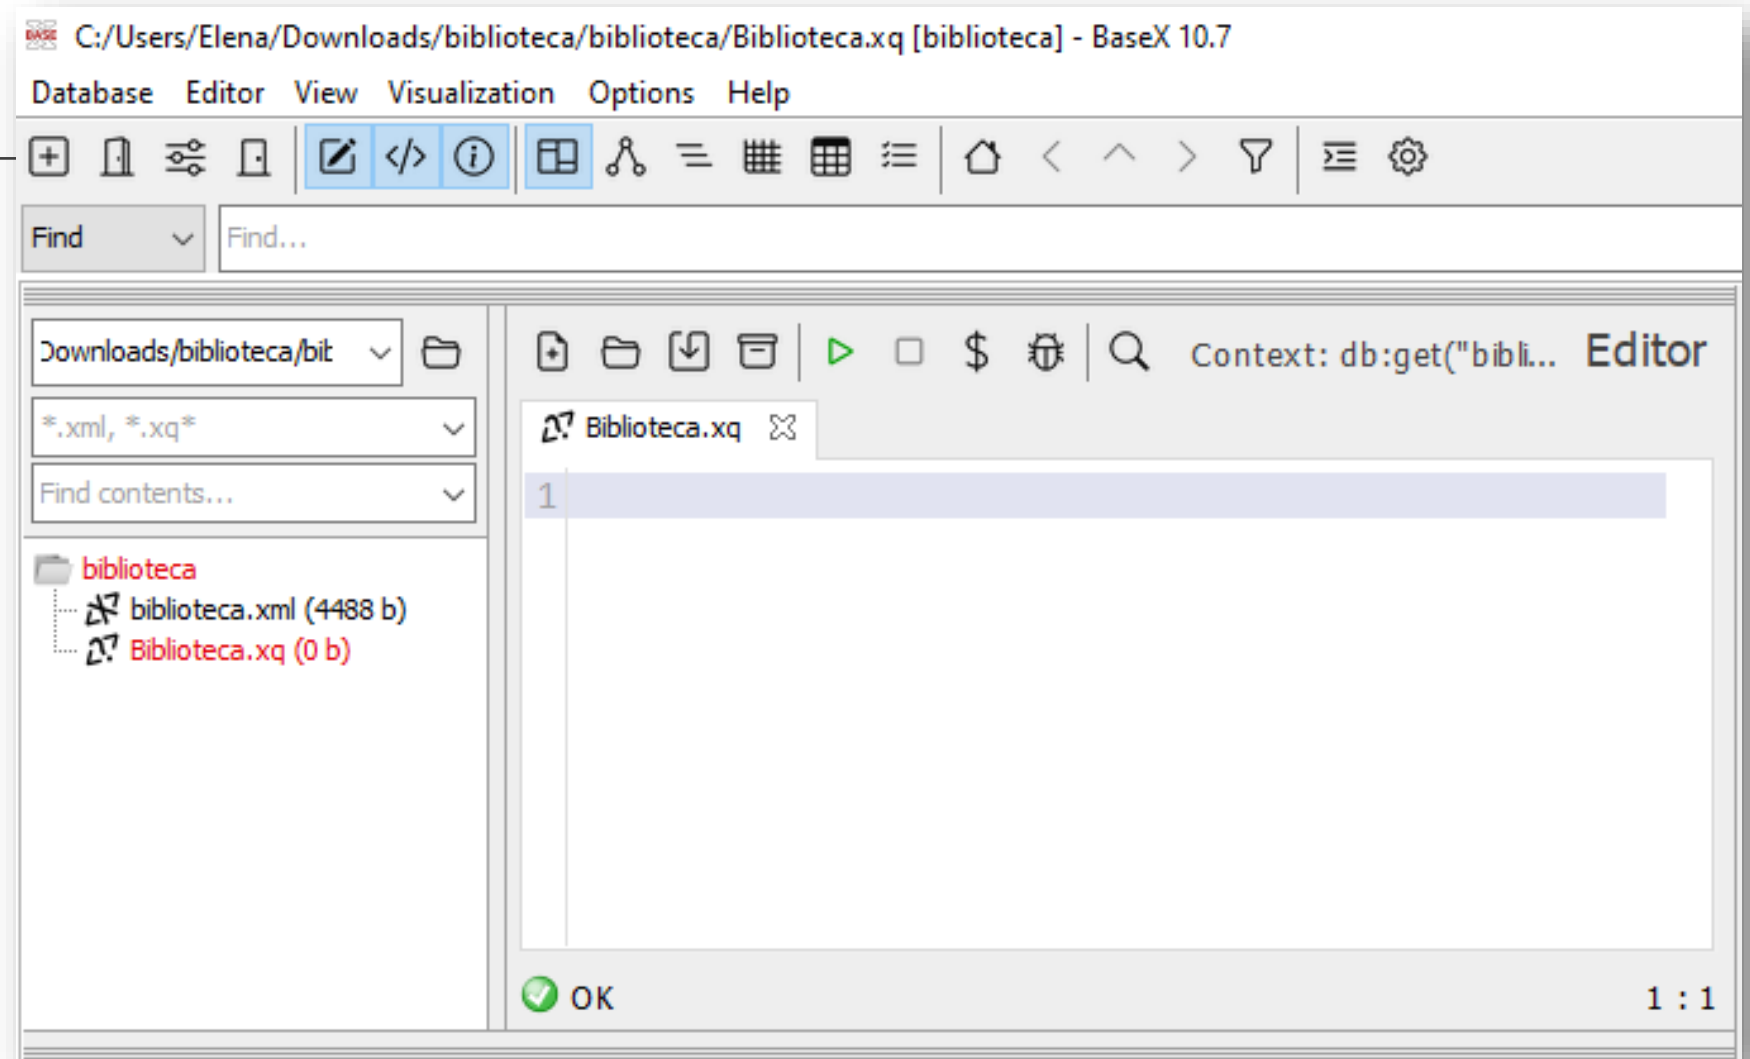 BASE C:/Users/Elena/Downloads/biblioteca/biblioteca/Biblioteca.xq [biblioteca] - BaseX 10.7
Database Editor View Visualization Options Help
Find Find...
Downloads/biblioteca/bib Context: db:get("bibli... Editor
*.xml, *.xq* Biblioteca.xq
Find contents... 1
biblioteca
biblioteca.xml (4488 b)
Biblioteca.xq (0 b)
OK 1 : 1